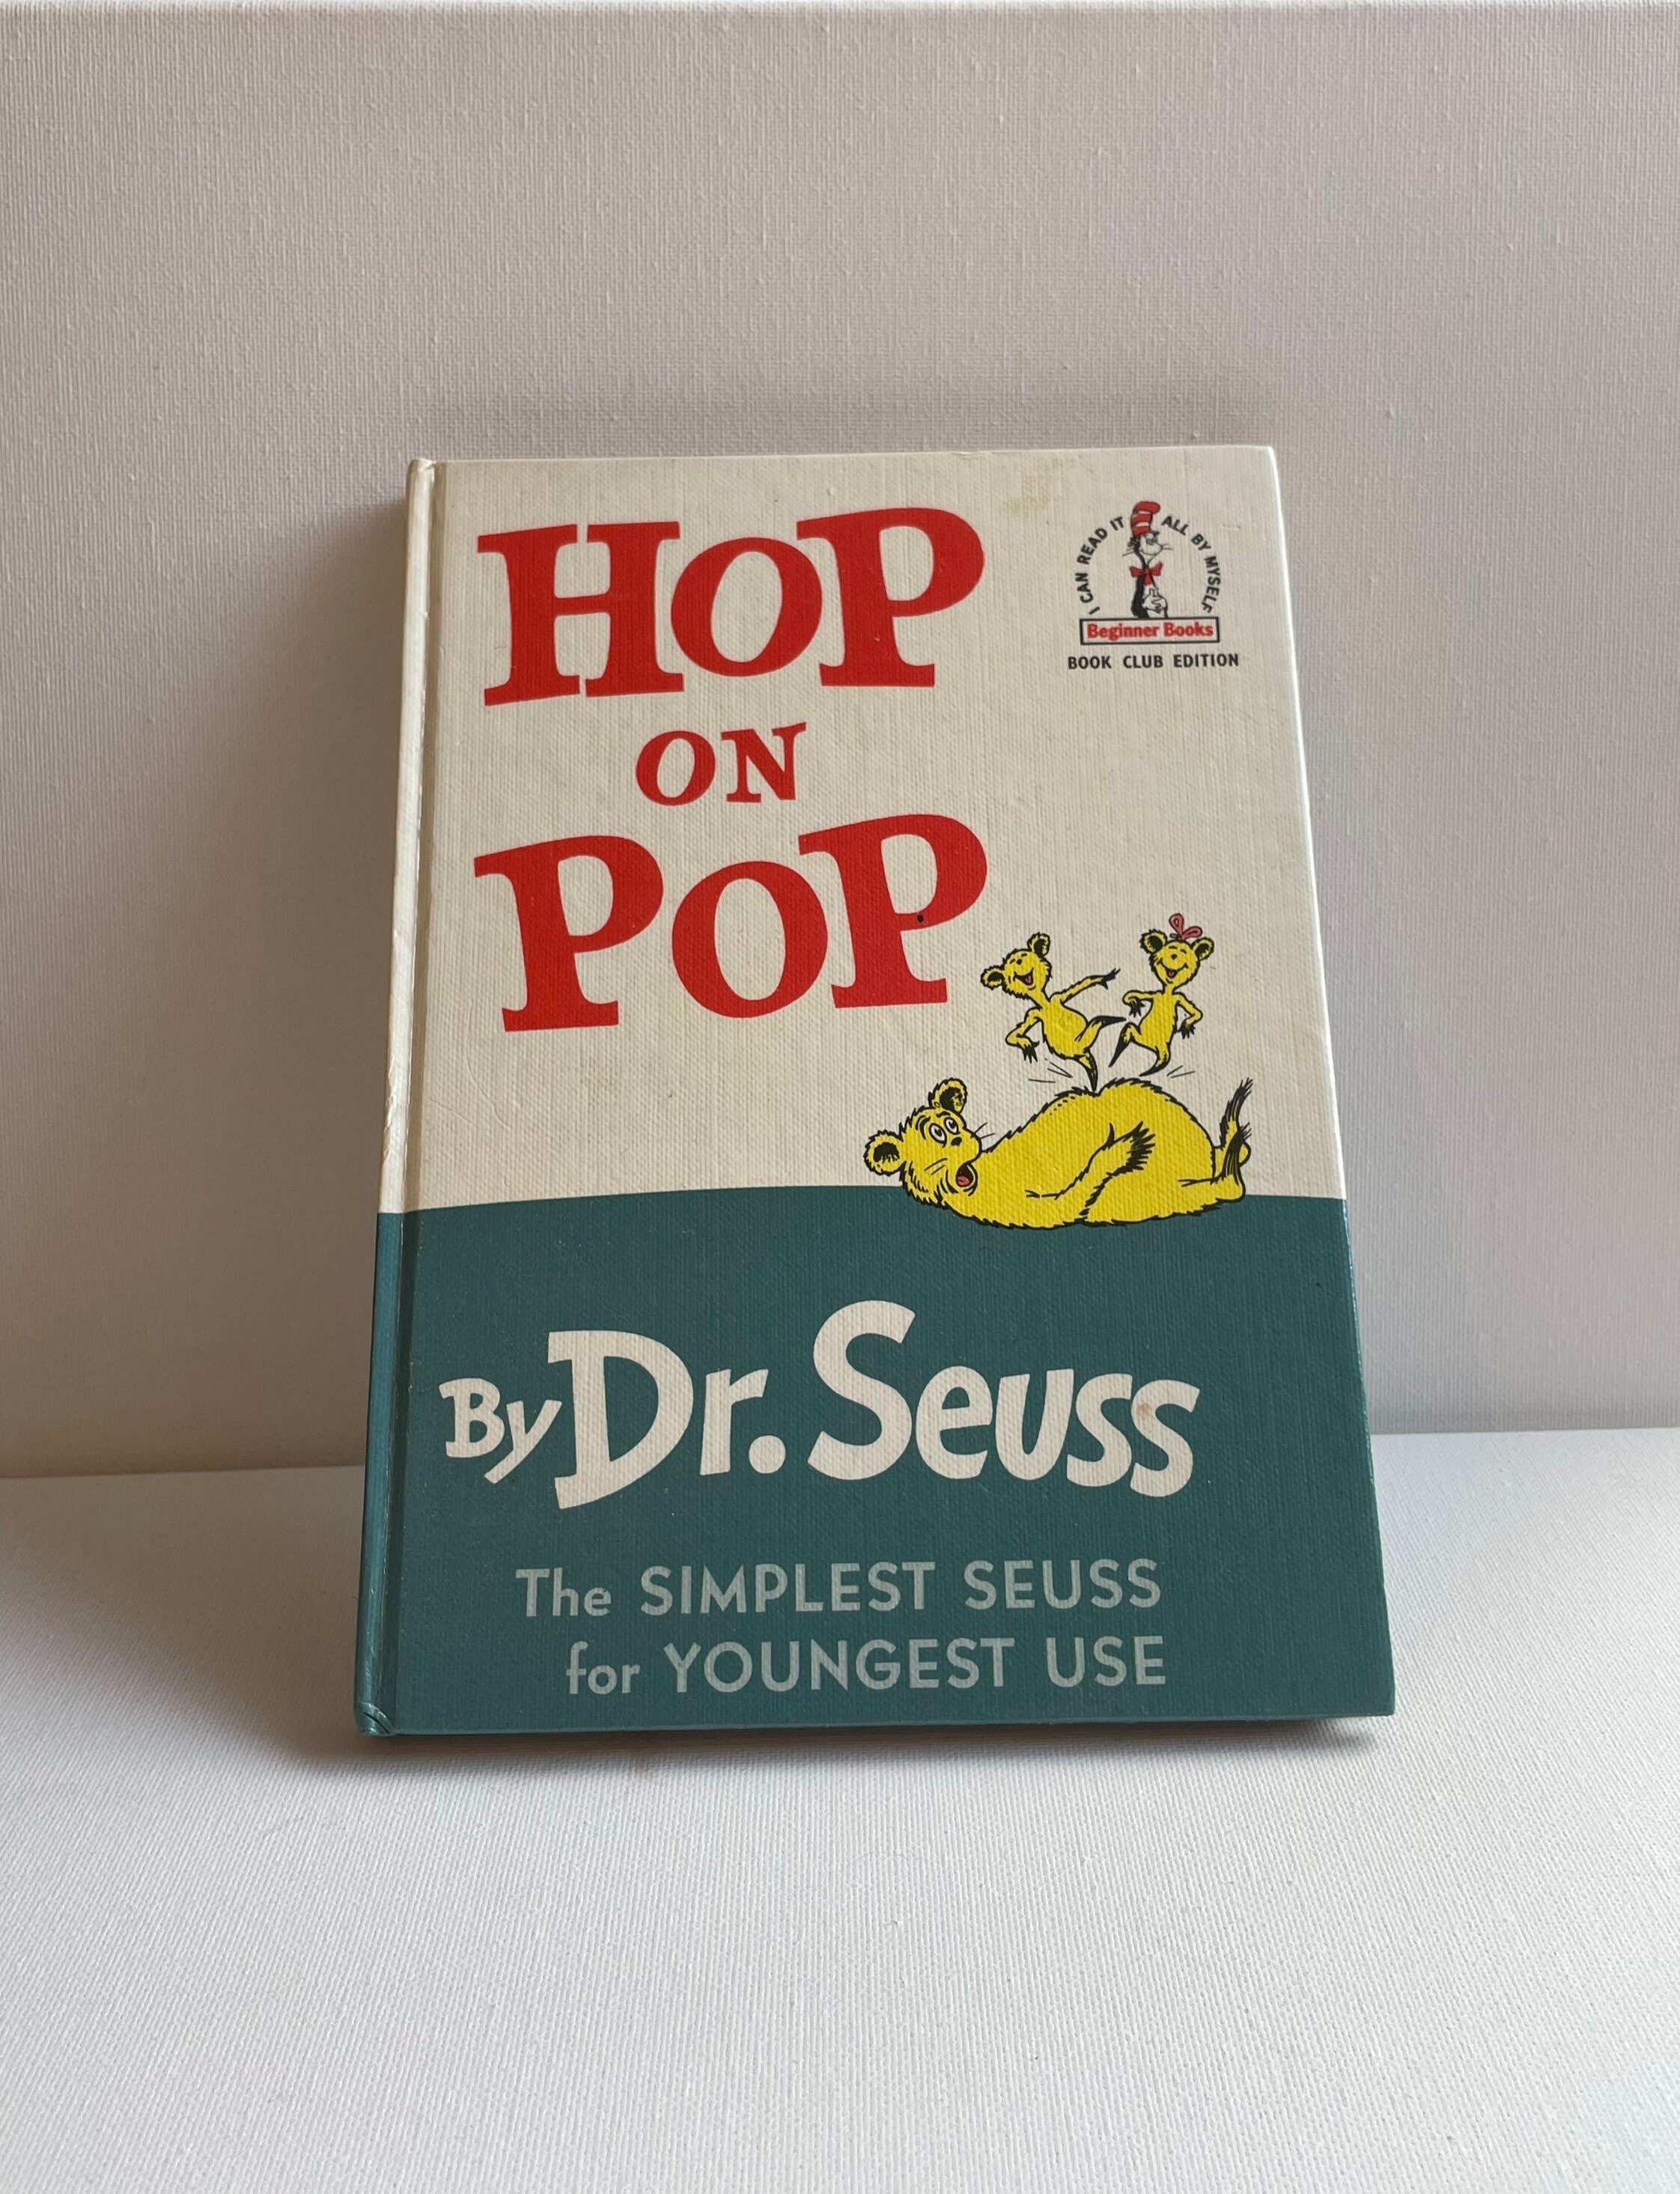 HOP
ON
POP
I CAN READ IT ALL BY MYSELF
Beginner Books
BOOK CLUB EDITION
By Dr. Seuss
The SIMPLEST SEUSS
for YOUNGEST USE